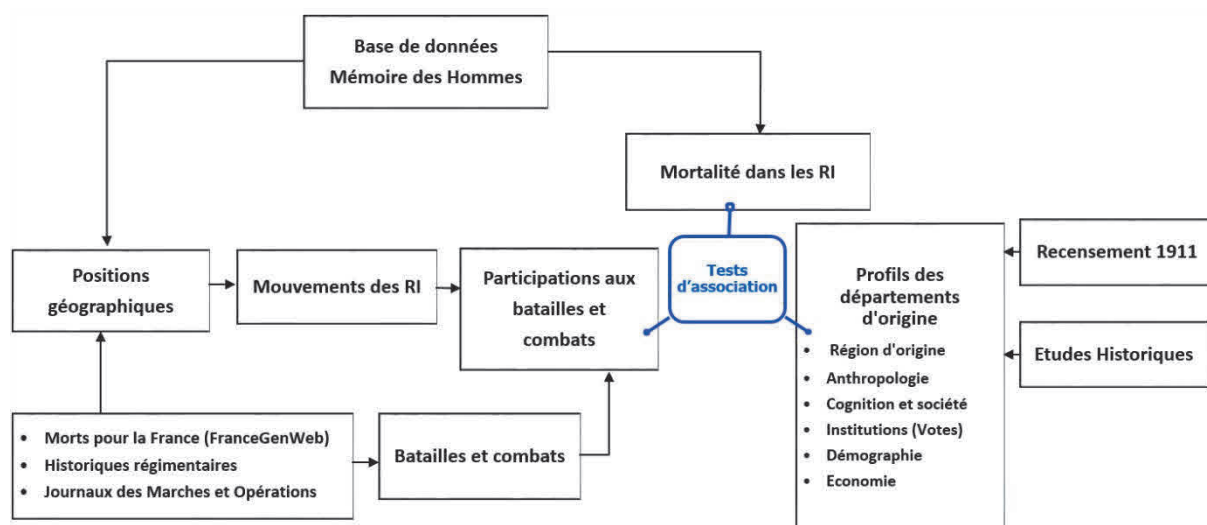 Base de données
Mémoire des Hommes
Mortalité dans les RI
Positions
géographiques
Mouvements des RI
Participations aux
batailles et
combats
Tests
d'association
Profils des
départements
d'origine
• Région d'origine
• Anthropologie
• Cognition et société
• Institutions (Votes)
• Démographie
• Economie
Recensement 1911
Etudes Historiques
• Morts pour la France (FranceGenWeb)
• Historiques régimentaires
• Journaux des Marches et Opérations
Batailles et combats